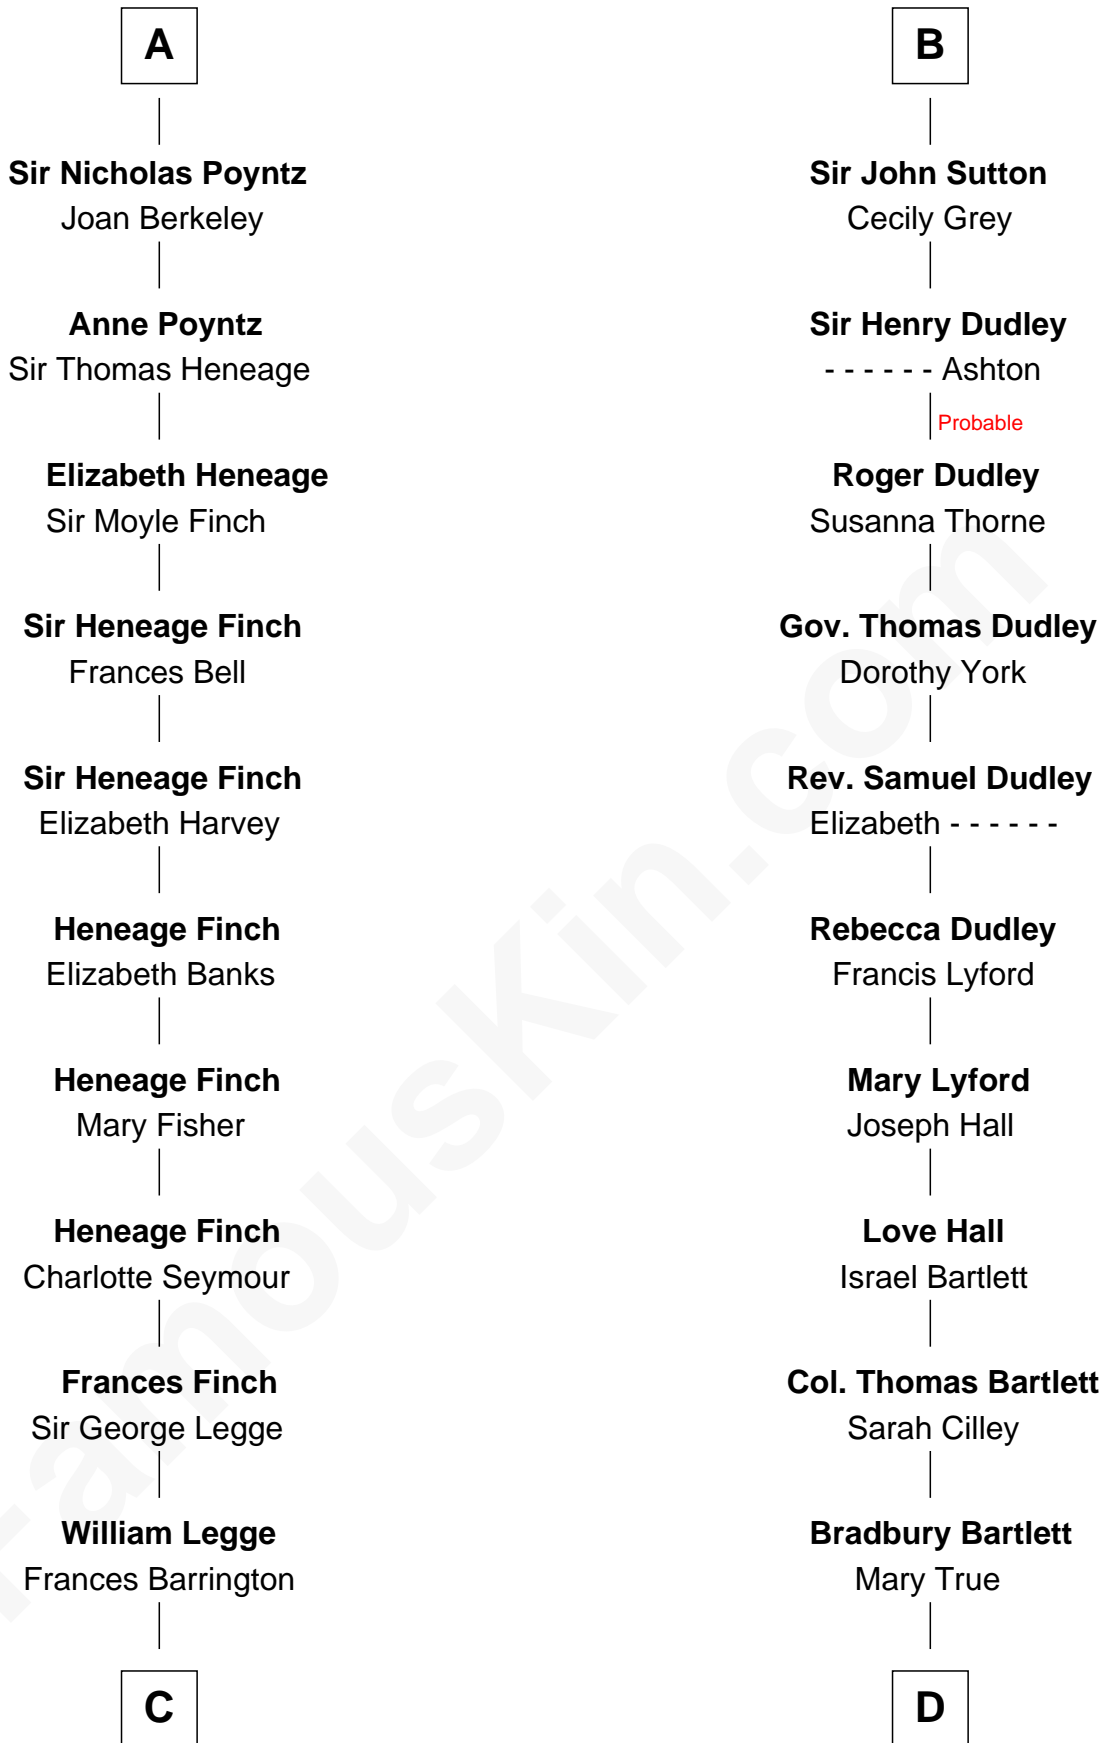 A
Sir Nicholas Poyntz
Joan Berkeley
Anne Poyntz
Sir Thomas Heneage
Elizabeth Heneage
Sir Moyle Finch
Sir Heneage Finch
Frances Bell
Sir Heneage Finch
Elizabeth Harvey
Heneage Finch
Elizabeth Banks
Heneage Finch
Mary Fisher
Heneage Finch
Charlotte Seymour
Frances Finch
Sir George Legge
William Legge
Frances Barrington
C
B
Sir John Sutton
Cecily Grey
Sir Henry Dudley
- - - - - - Ashton
Probable
Roger Dudley
Susanna Thorne
Gov. Thomas Dudley
Dorothy York
Rev. Samuel Dudley
Elizabeth - - - - - -
Rebecca Dudley
Francis Lyford
Mary Lyford
Joseph Hall
Love Hall
Israel Bartlett
Col. Thomas Bartlett
Sarah Cilley
Bradbury Bartlett
Mary True
D
FamousKin.com